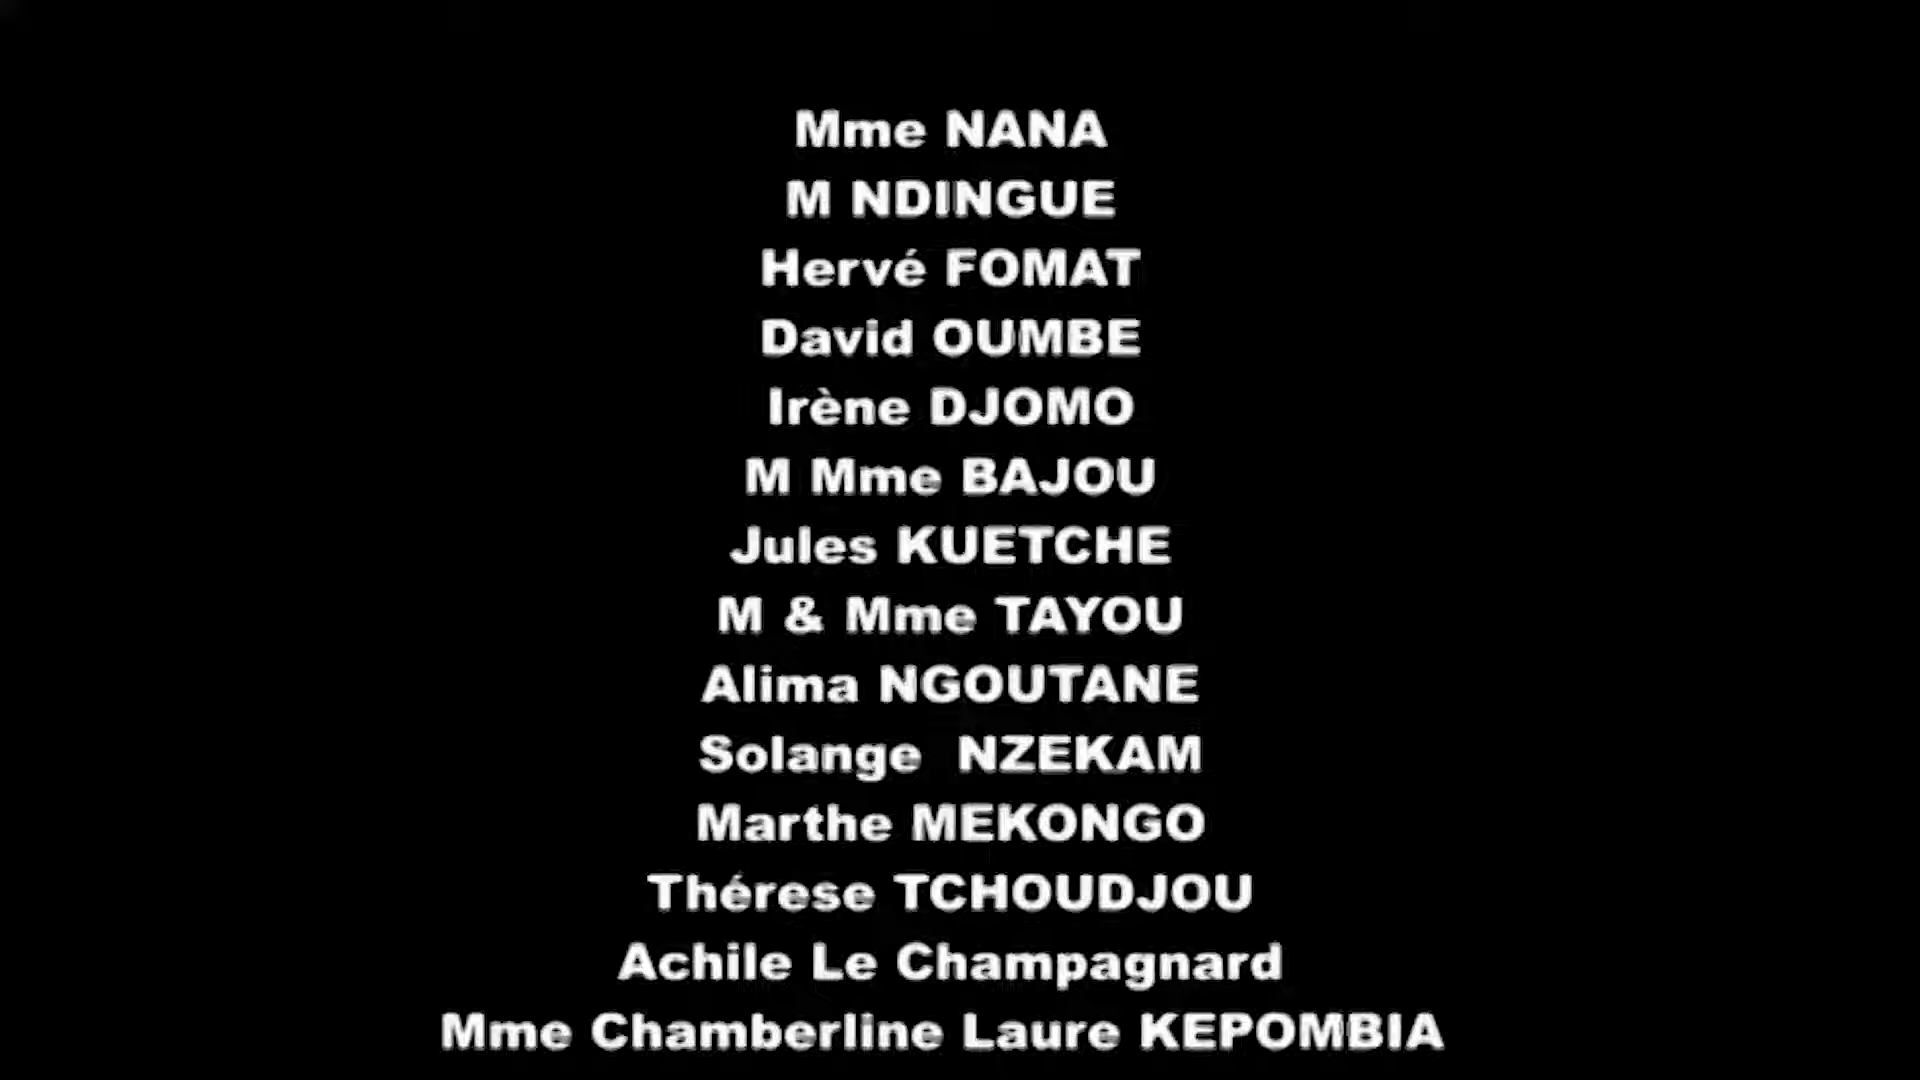 Mme NANA
M NDINGUE
Hervé FOMAT
David OUMBE
Irène DJOMO
M Mme BAJOU
Jules KUETCHE
M & Mme TAYOU
Alima NGOUTANE
Solange  NZEKAM
Marthe MEKONGO
Thérese TCHOUDJOU
Achile Le Champagnard
Mme Chamberline Laure KEPOMBIA